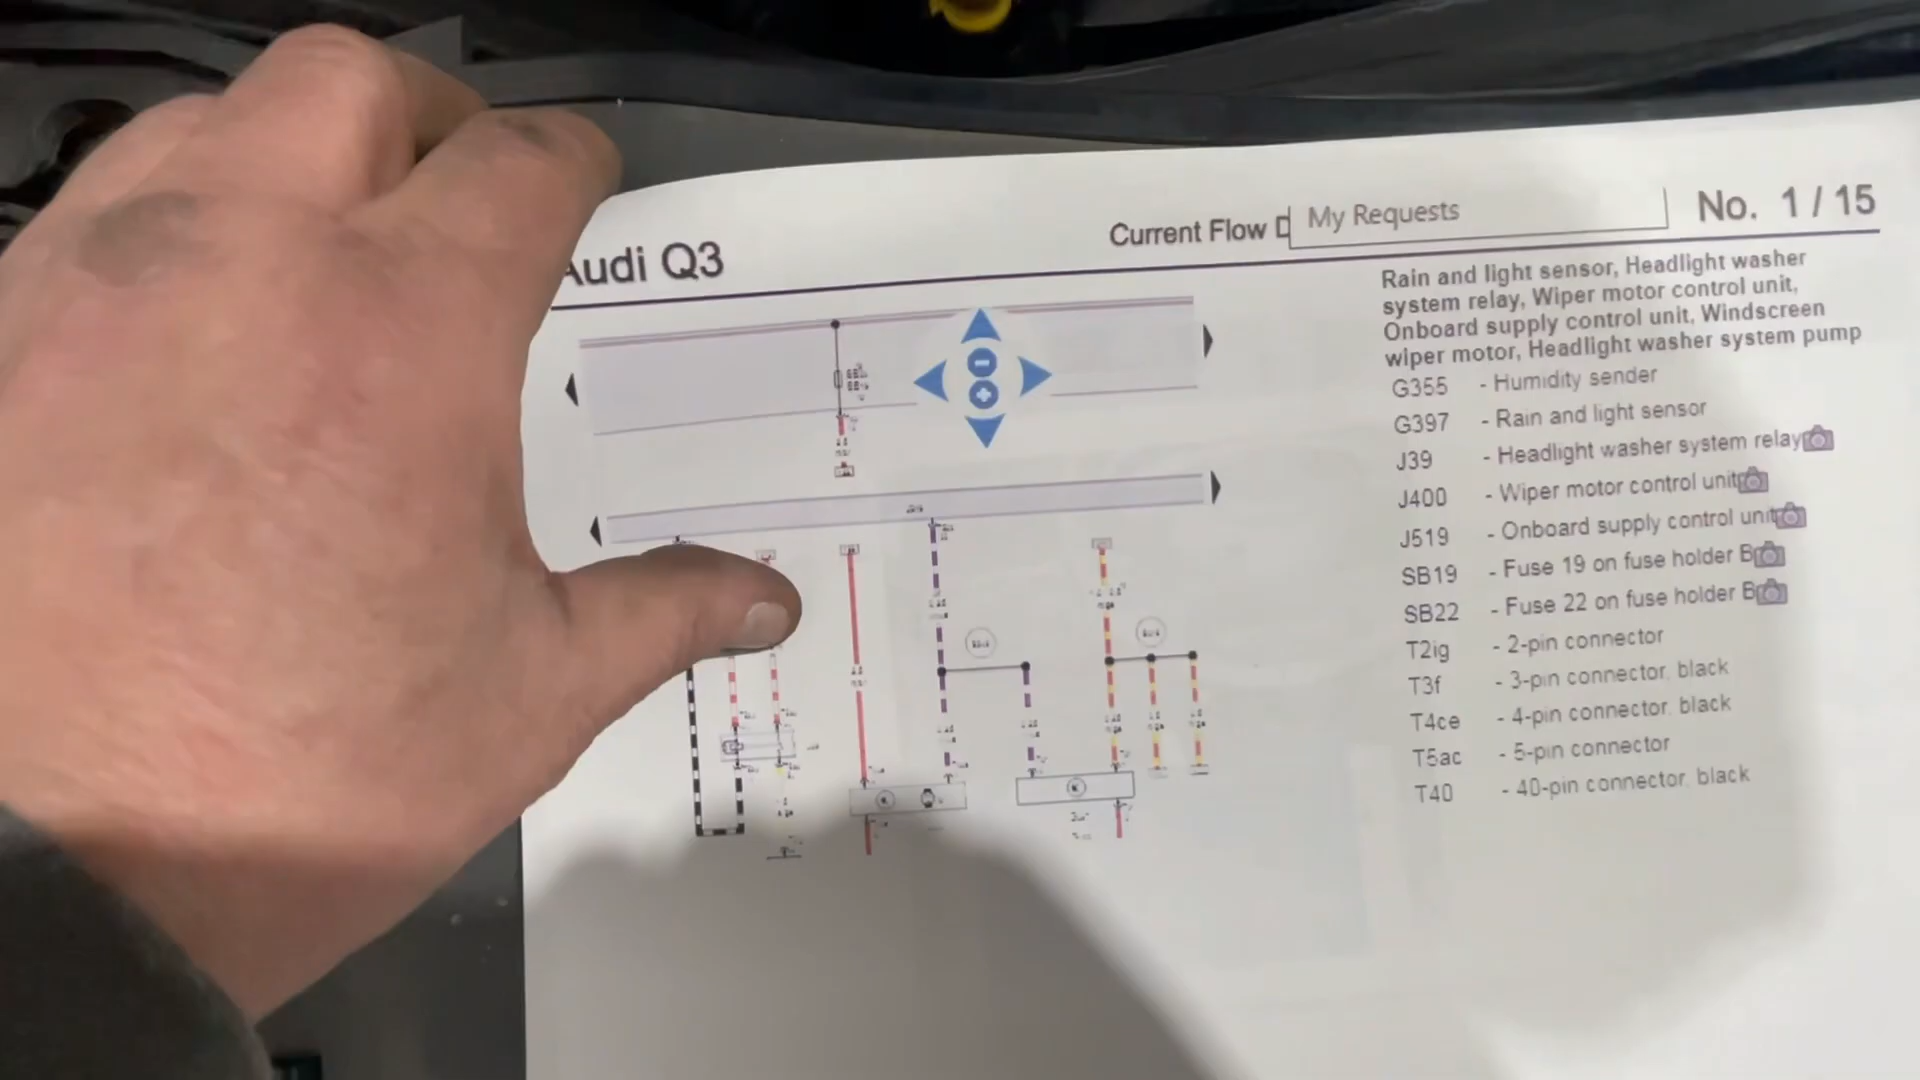 Audi Q3
Current Flow D
My Requests
No. 1 / 15
Rain and light sensor, Headlight washer
system relay, Wiper motor control unit,
Onboard supply control unit, Windscreen
wiper motor, Headlight washer system pump
G355 - Humidity sender
G397 - Rain and light sensor
J39 - Headlight washer system relay
J400 - Wiper motor control unit
J519 - Onboard supply control unit
SB19 - Fuse 19 on fuse holder B
SB22 - Fuse 22 on fuse holder B
T2ig - 2-pin connector
T3f - 3-pin connector, black
T4ce - 4-pin connector, black
T5ac - 5-pin connector
T40 - 40-pin connector, black